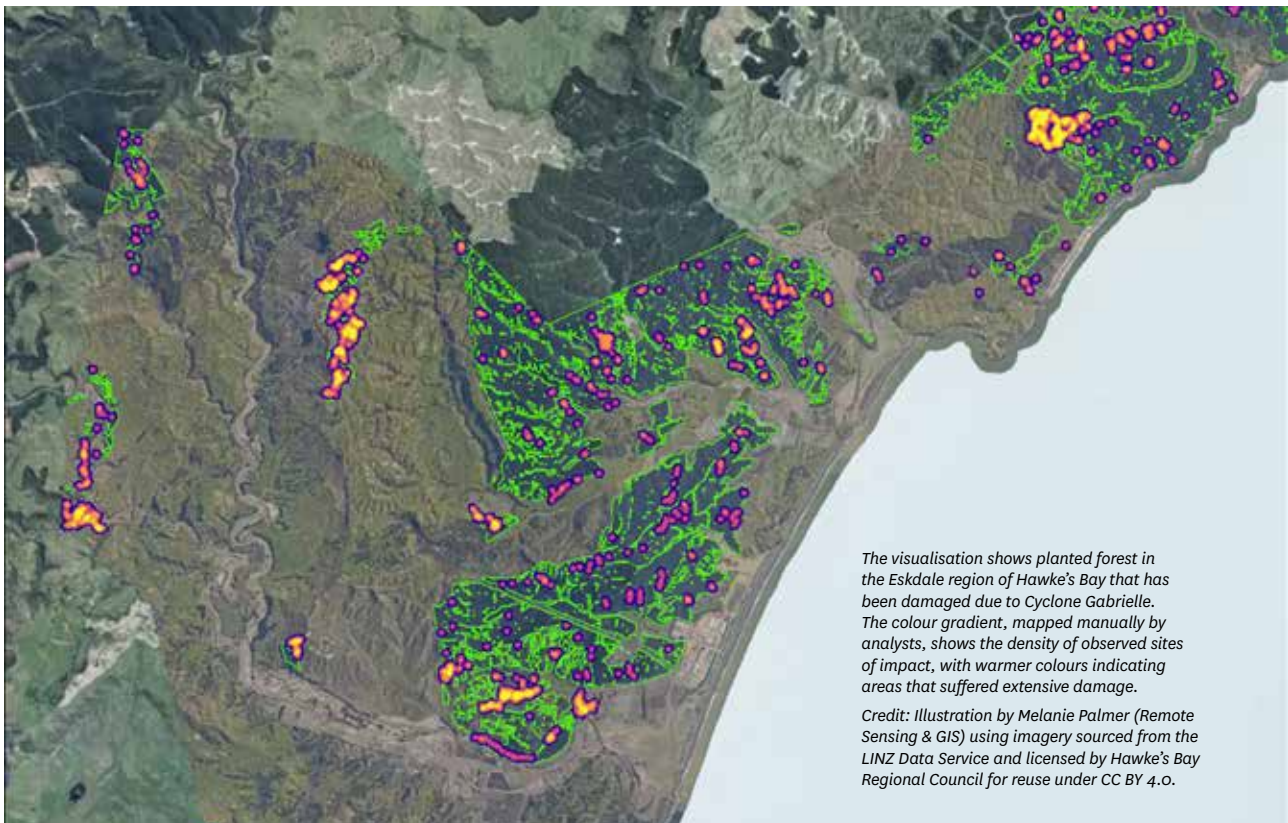 The visualisation shows planted forest in
the Eskdale region of Hawke's Bay that has
been damaged due to Cyclone Gabrielle.
The colour gradient, mapped manually by
analysts, shows the density of observed sites
of impact, with warmer colours indicating
areas that suffered extensive damage.
Credit: Illustration by Melanie Palmer (Remote
Sensing & GIS) using imagery sourced from the
LINZ Data Service and licensed by Hawke's Bay
Regional Council for reuse under CC BY 4.0.